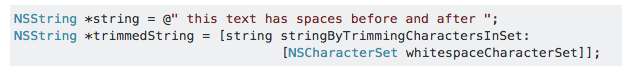 NSString *string = @" this text has spaces before and after ";
NSString *trimmedString = [string stringByTrimmingCharactersInSet:
                                  [NSCharacterSet whitespaceCharacterSet]];